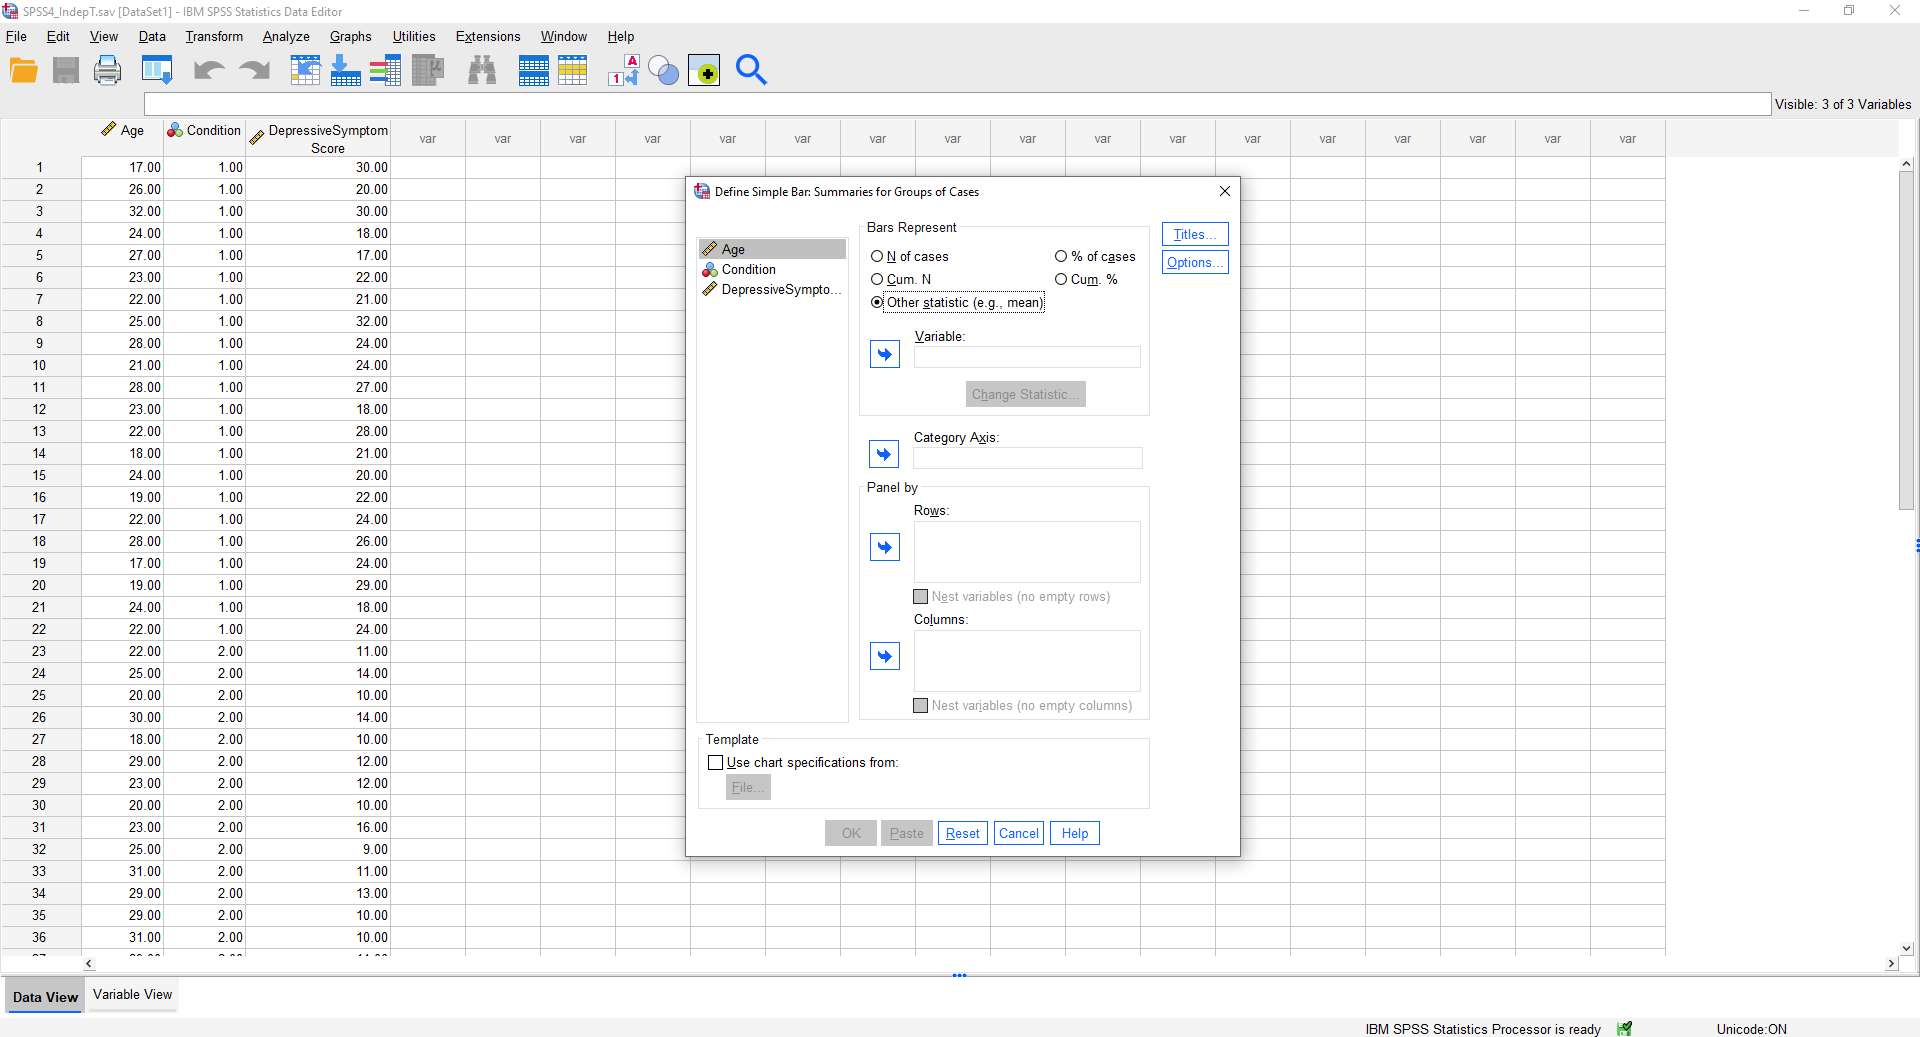 SPSS4_IndepT.sav [DataSet1] - IBM SPSS Statistics Data Editor
File Edit View Data Transform Analyze Graphs Utilities Extensions Window Help
1 A
Visible: 3 of 3 Variables
Age Condition DepressiveSymptom
Score
var var var var var var var var var var var var var var var var var
1 17.00 1.00 30.00
2 26.00 1.00 20.00
3 32.00 1.00 30.00
4 24.00 1.00 18.00
5 27.00 1.00 17.00
6 23.00 1.00 22.00
7 22.00 1.00 21.00
8 25.00 1.00 32.00
9 28.00 1.00 24.00
10 21.00 1.00 24.00
11 28.00 1.00 27.00
12 23.00 1.00 18.00
13 22.00 1.00 28.00
14 18.00 1.00 21.00
15 24.00 1.00 20.00
16 19.00 1.00 22.00
17 22.00 1.00 24.00
18 28.00 1.00 26.00
19 17.00 1.00 24.00
20 19.00 1.00 29.00
21 24.00 1.00 18.00
22 22.00 1.00 24.00
23 22.00 2.00 11.00
24 25.00 2.00 14.00
25 20.00 2.00 10.00
26 30.00 2.00 14.00
27 18.00 2.00 10.00
28 29.00 2.00 12.00
29 23.00 2.00 12.00
30 20.00 2.00 10.00
31 23.00 2.00 16.00
32 25.00 2.00 9.00
33 31.00 2.00 11.00
34 29.00 2.00 13.00
35 29.00 2.00 10.00
36 31.00 2.00 10.00
Define Simple Bar: Summaries for Groups of Cases
Age
Condition
DepressiveSympto...
Bars Represent
N of cases % of cases
Cum. N Cum. %
Other statistic (e.g., mean)
Variable:
Change Statistic...
Category Axis:
Panel by
Rows:
Nest variables (no empty rows)
Columns:
Nest variables (no empty columns)
Titles...
Options...
Template
Use chart specifications from:
File...
OK Paste Reset Cancel Help
Data View Variable View
IBM SPSS Statistics Processor is ready Unicode:ON